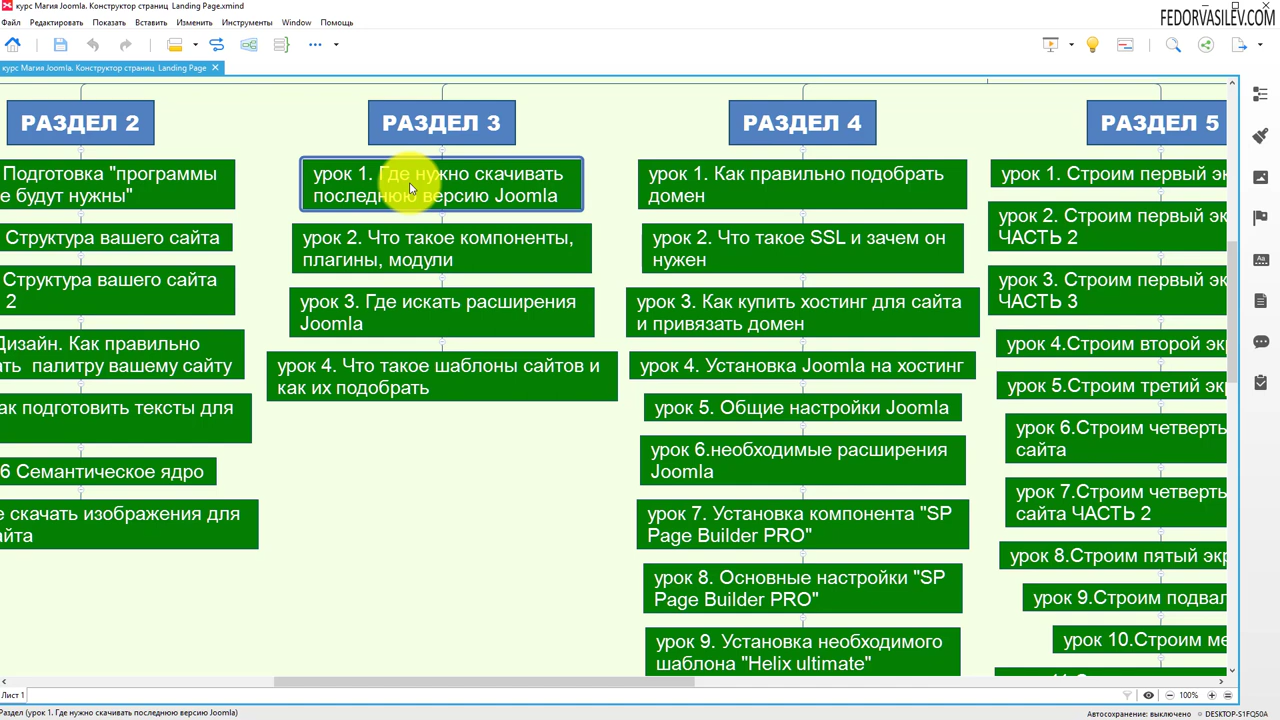 курс Магия Joomla. Конструктор страниц Landing Page.xmind
FEDORVASILEV.COM
Файл Редактировать Показать Вставить Изменить Инструменты Window Помощь
курс Магия Joomla. Конструктор страниц Landing Page
РАЗДЕЛ 2
Подготовка "программы
е будут нужны"
Структура вашего сайта
Структура вашего сайта
2
Дизайн. Как правильно
ать палитру вашему сайту
ак подготовить тексты для
6 Семантическое ядро
е скачать изображения для
айта
РАЗДЕЛ 3
урок 1. Где нужно скачивать
последнюю версию Joomla
урок 2. Что такое компоненты,
плагины, модули
урок 3. Где искать расширения
Joomla
урок 4. Что такое шаблоны сайтов и
как их подобрать
РАЗДЕЛ 4
урок 1. Как правильно подобрать
домен
урок 2. Что такое SSL и зачем он
нужен
урок 3. Как купить хостинг для сайта
и привязать домен
урок 4. Установка Joomla на хостинг
урок 5. Общие настройки Joomla
урок 6.необходимые расширения
Joomla
урок 7. Установка компонента "SP
Page Builder PRO"
урок 8. Основные настройки "SP
Page Builder PRO"
урок 9. Установка необходимого
шаблона "Helix ultimate"
РАЗДЕЛ 5
урок 1. Строим первый эк
урок 2. Строим первый эк
ЧАСТЬ 2
урок 3. Строим первый эк
ЧАСТЬ 3
урок 4.Строим второй экр
урок 5.Строим третий экр
урок 6.Строим четверть
сайта
урок 7.Строим четверть
сайта ЧАСТЬ 2
урок 8.Строим пятый экр
урок 9.Строим подвал
урок 10.Строим ме
Лист 1
100%
Раздел (урок 1. Где нужно скачивать последнюю версию Joomla)
Автосохранение: выключено
DESKTOP-S1FQ50A